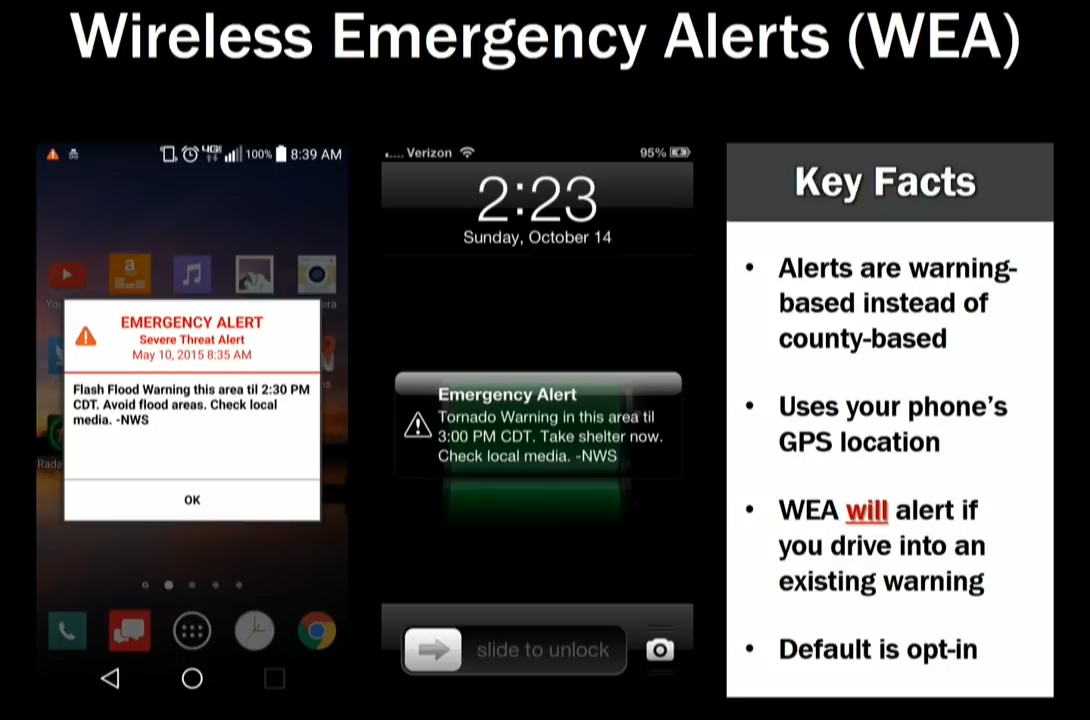 Wireless Emergency Alerts (WEA)
4G
100%
8:39 AM
a
EMERGENCY ALERT
Severe Threat Alert
May 10, 2015 8:35 AM
Flash Flood Warning this area til 2:30 PM
CDT. Avoid flood areas. Check local
media. -NWS
OK
..... Verizon
95%
2:23
Sunday, October 14
Emergency Alert
Tornado Warning in this area til
3:00 PM CDT. Take shelter now.
Check local media. -NWS
slide to unlock
Key Facts
• Alerts are warning-
based instead of
county-based
• Uses your phone's
GPS location
• WEA will alert if
you drive into an
existing warning
• Default is opt-in